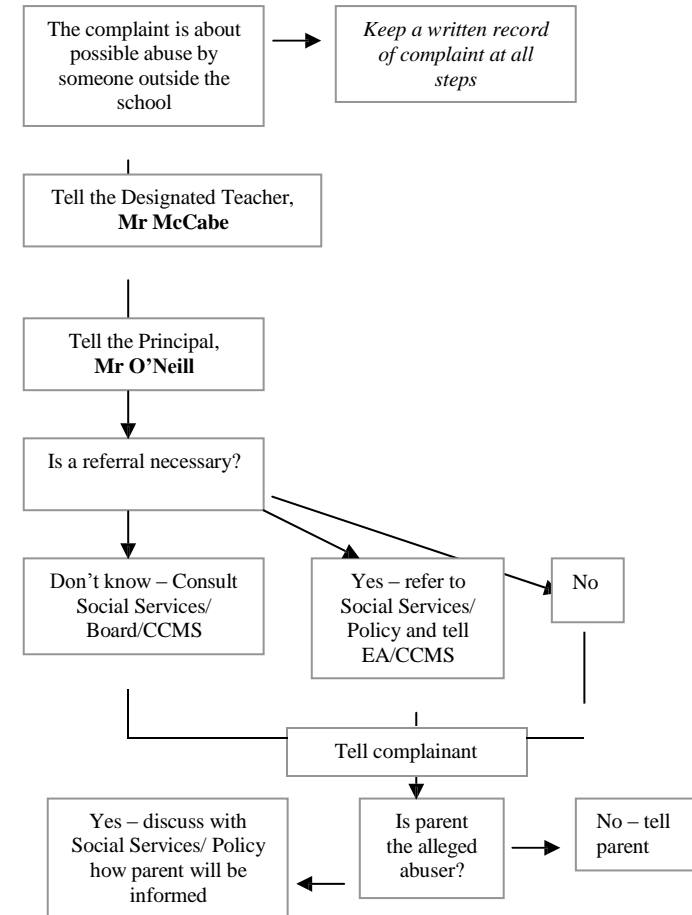 The complaint is about
possible abuse by
someone outside the
school
Keep a written record
of complaint at all
steps
Tell the Designated Teacher,
Mr McCabe
Tell the Principal,
Mr O’Neill
Is a referral necessary?
Don’t know – Consult
Social Services/
Board/CCMS
Yes – refer to
Social Services/
Policy and tell
EA/CCMS
No
Tell complainant
Yes – discuss with
Social Services/ Policy
how parent will be
informed
Is parent
the alleged
abuser?
No – tell
parent